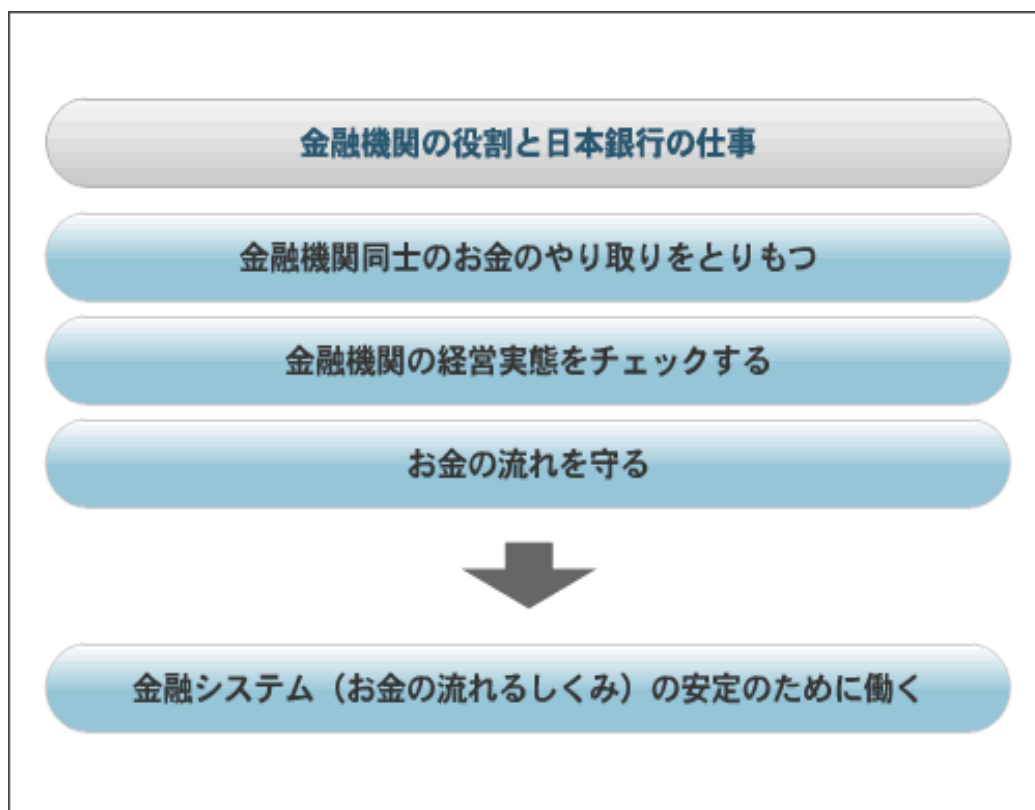 金融機関の役割と日本銀行の仕事
金融機関同士のお金のやり取りをとりもつ
金融機関の経営実態をチェックする
お金の流れを守る
金融システム（お金の流れるしくみ）の安定のために働く